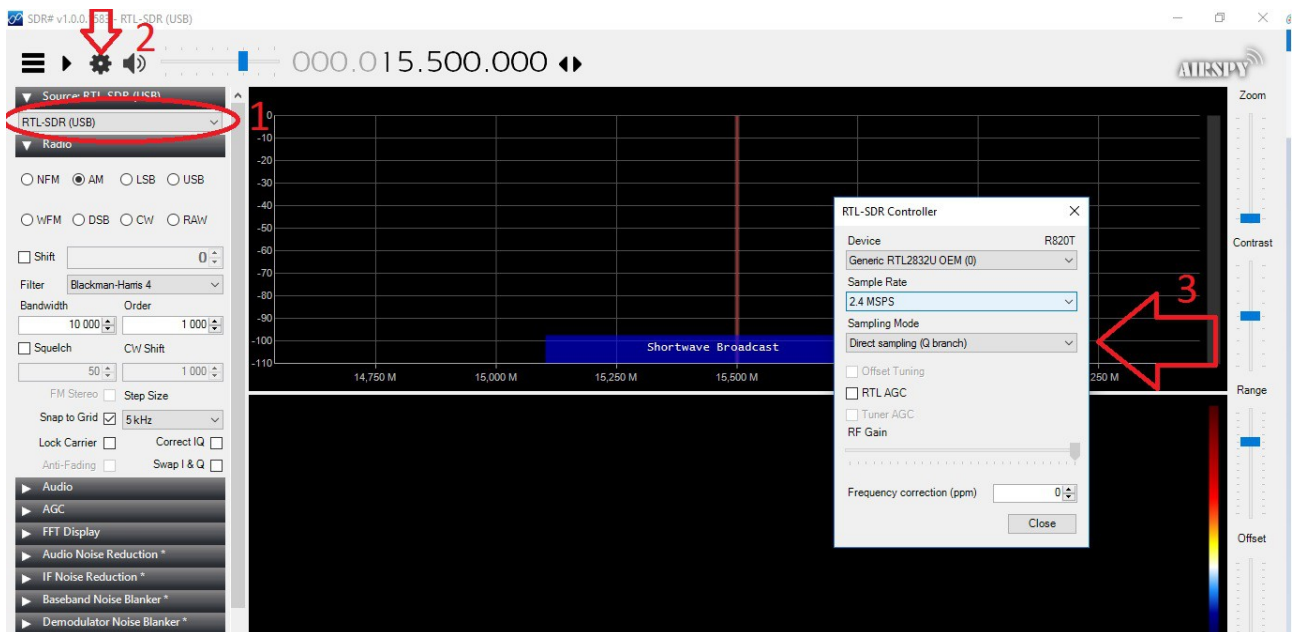 SDR# v1.0.0.1583 - RTL-SDR (USB)
2
000.015.500.000
AIRSPY
Source: RTL-SDR (USB)
RTL-SDR (USB)
1
Radio
NFM AM LSB USB
WFM DSB CW RAW
Shift 0
Filter Blackman-Harris 4
Bandwidth Order
10 000 1 000
Squelch CW Shift
50 1 000
FM Stereo Step Size
Snap to Grid 5 kHz
Lock Carrier Correct IQ
Anti-Fading Swap I & Q
Audio
AGC
FFT Display
Audio Noise Reduction *
IF Noise Reduction *
Baseband Noise Blanker *
Demodulator Noise Blanker *
0
-10
-20
-30
-40
-50
-60
-70
-80
-90
-100
-110
Shortwave Broadcast
14,750 M 15,000 M 15,250 M 15,500 M 250 M
RTL-SDR Controller
Device R820T
Generic RTL2832U OEM (0)
Sample Rate
2.4 MSPS
Sampling Mode
Direct sampling (Q branch)
Offset Tuning
RTL AGC
Tuner AGC
RF Gain
Frequency correction (ppm) 0
Close
3
Zoom
Contrast
Range
Offset